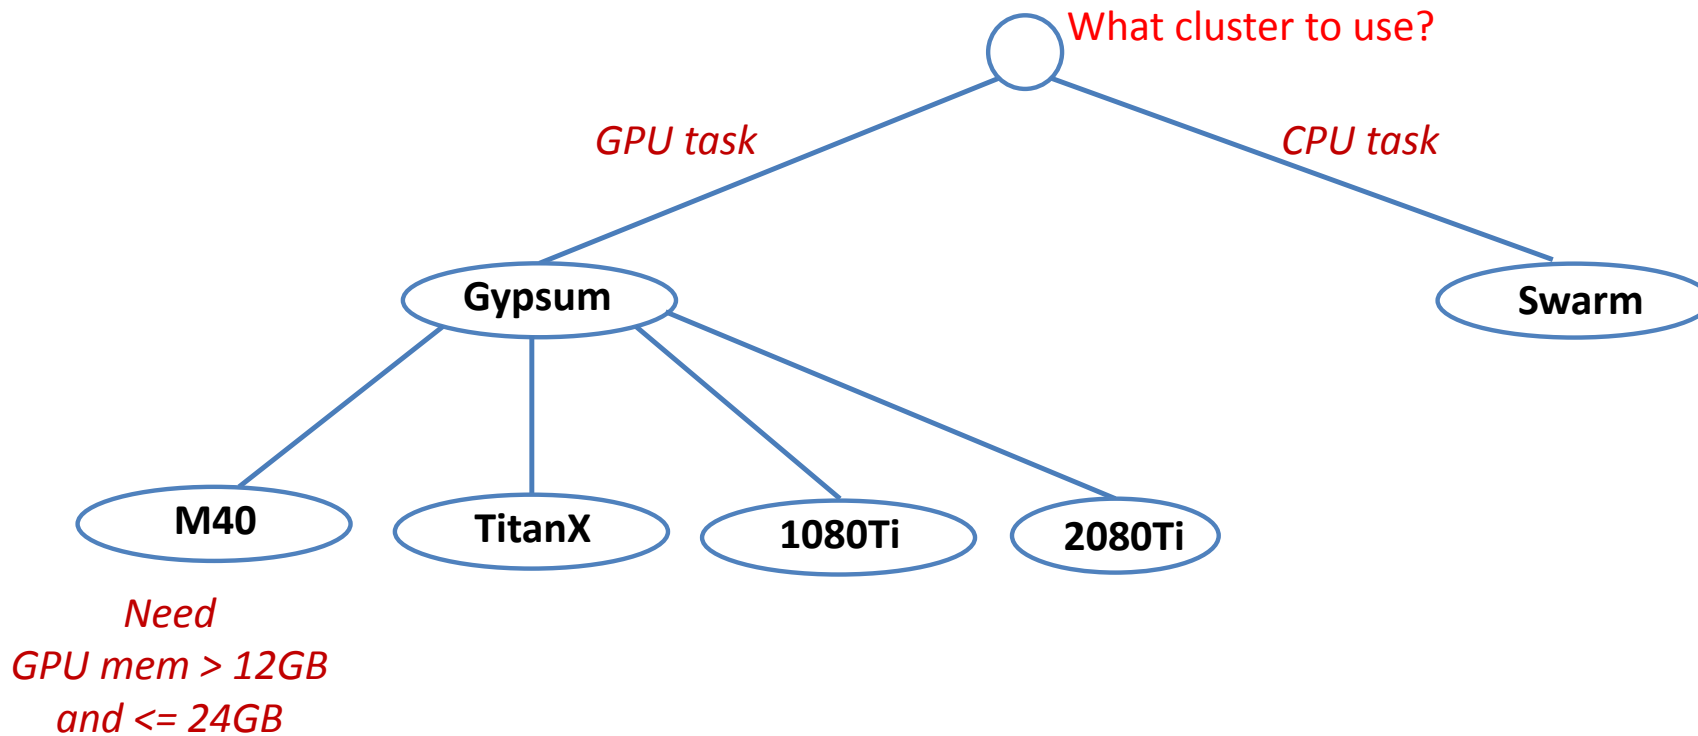 What cluster to use?
GPU task
CPU task
Gypsum
Swarm
M40
TitanX
1080Ti
2080Ti
Need
GPU mem > 12GB
and <= 24GB